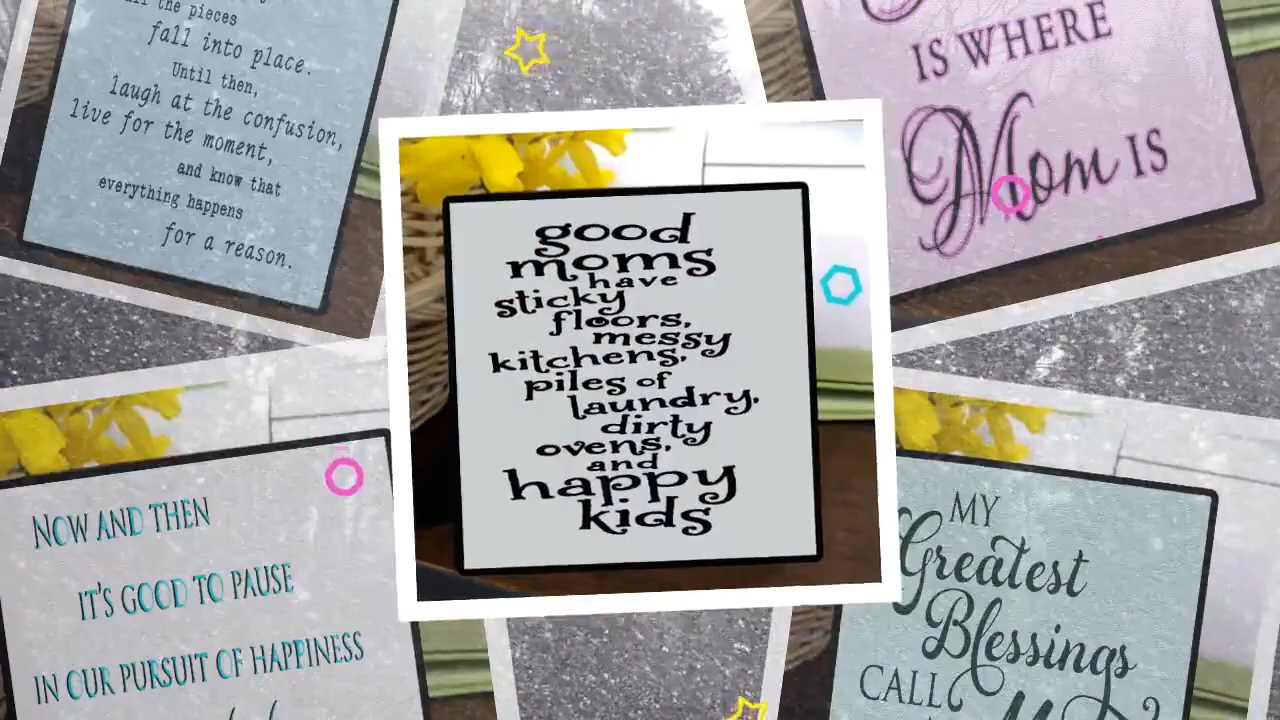 the pieces
fall into place.
Until then,
laugh at the confusion,
live for the moment,
and know that
everything happens
for a reason.
IS WHERE
Mom IS
good
moms
have
sticky
floors,
messy
kitchens,
piles of
laundry,
dirty
ovens,
and
happy
kids
NOW AND THEN
IT'S GOOD TO PAUSE
IN OUR PURSUIT OF HAPPINESS
MY
Greatest
Blessings
CALL